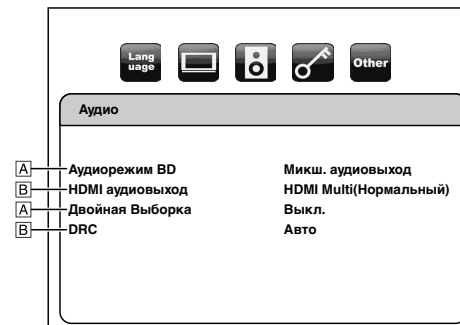 Lang
uage
Other
Аудио
A Аудиорежим BD Микш. аудиовыход
B HDMI аудиовыход HDMI Multi(Нормальный)
A Двойная Выборка Выкл.
B DRC Авто